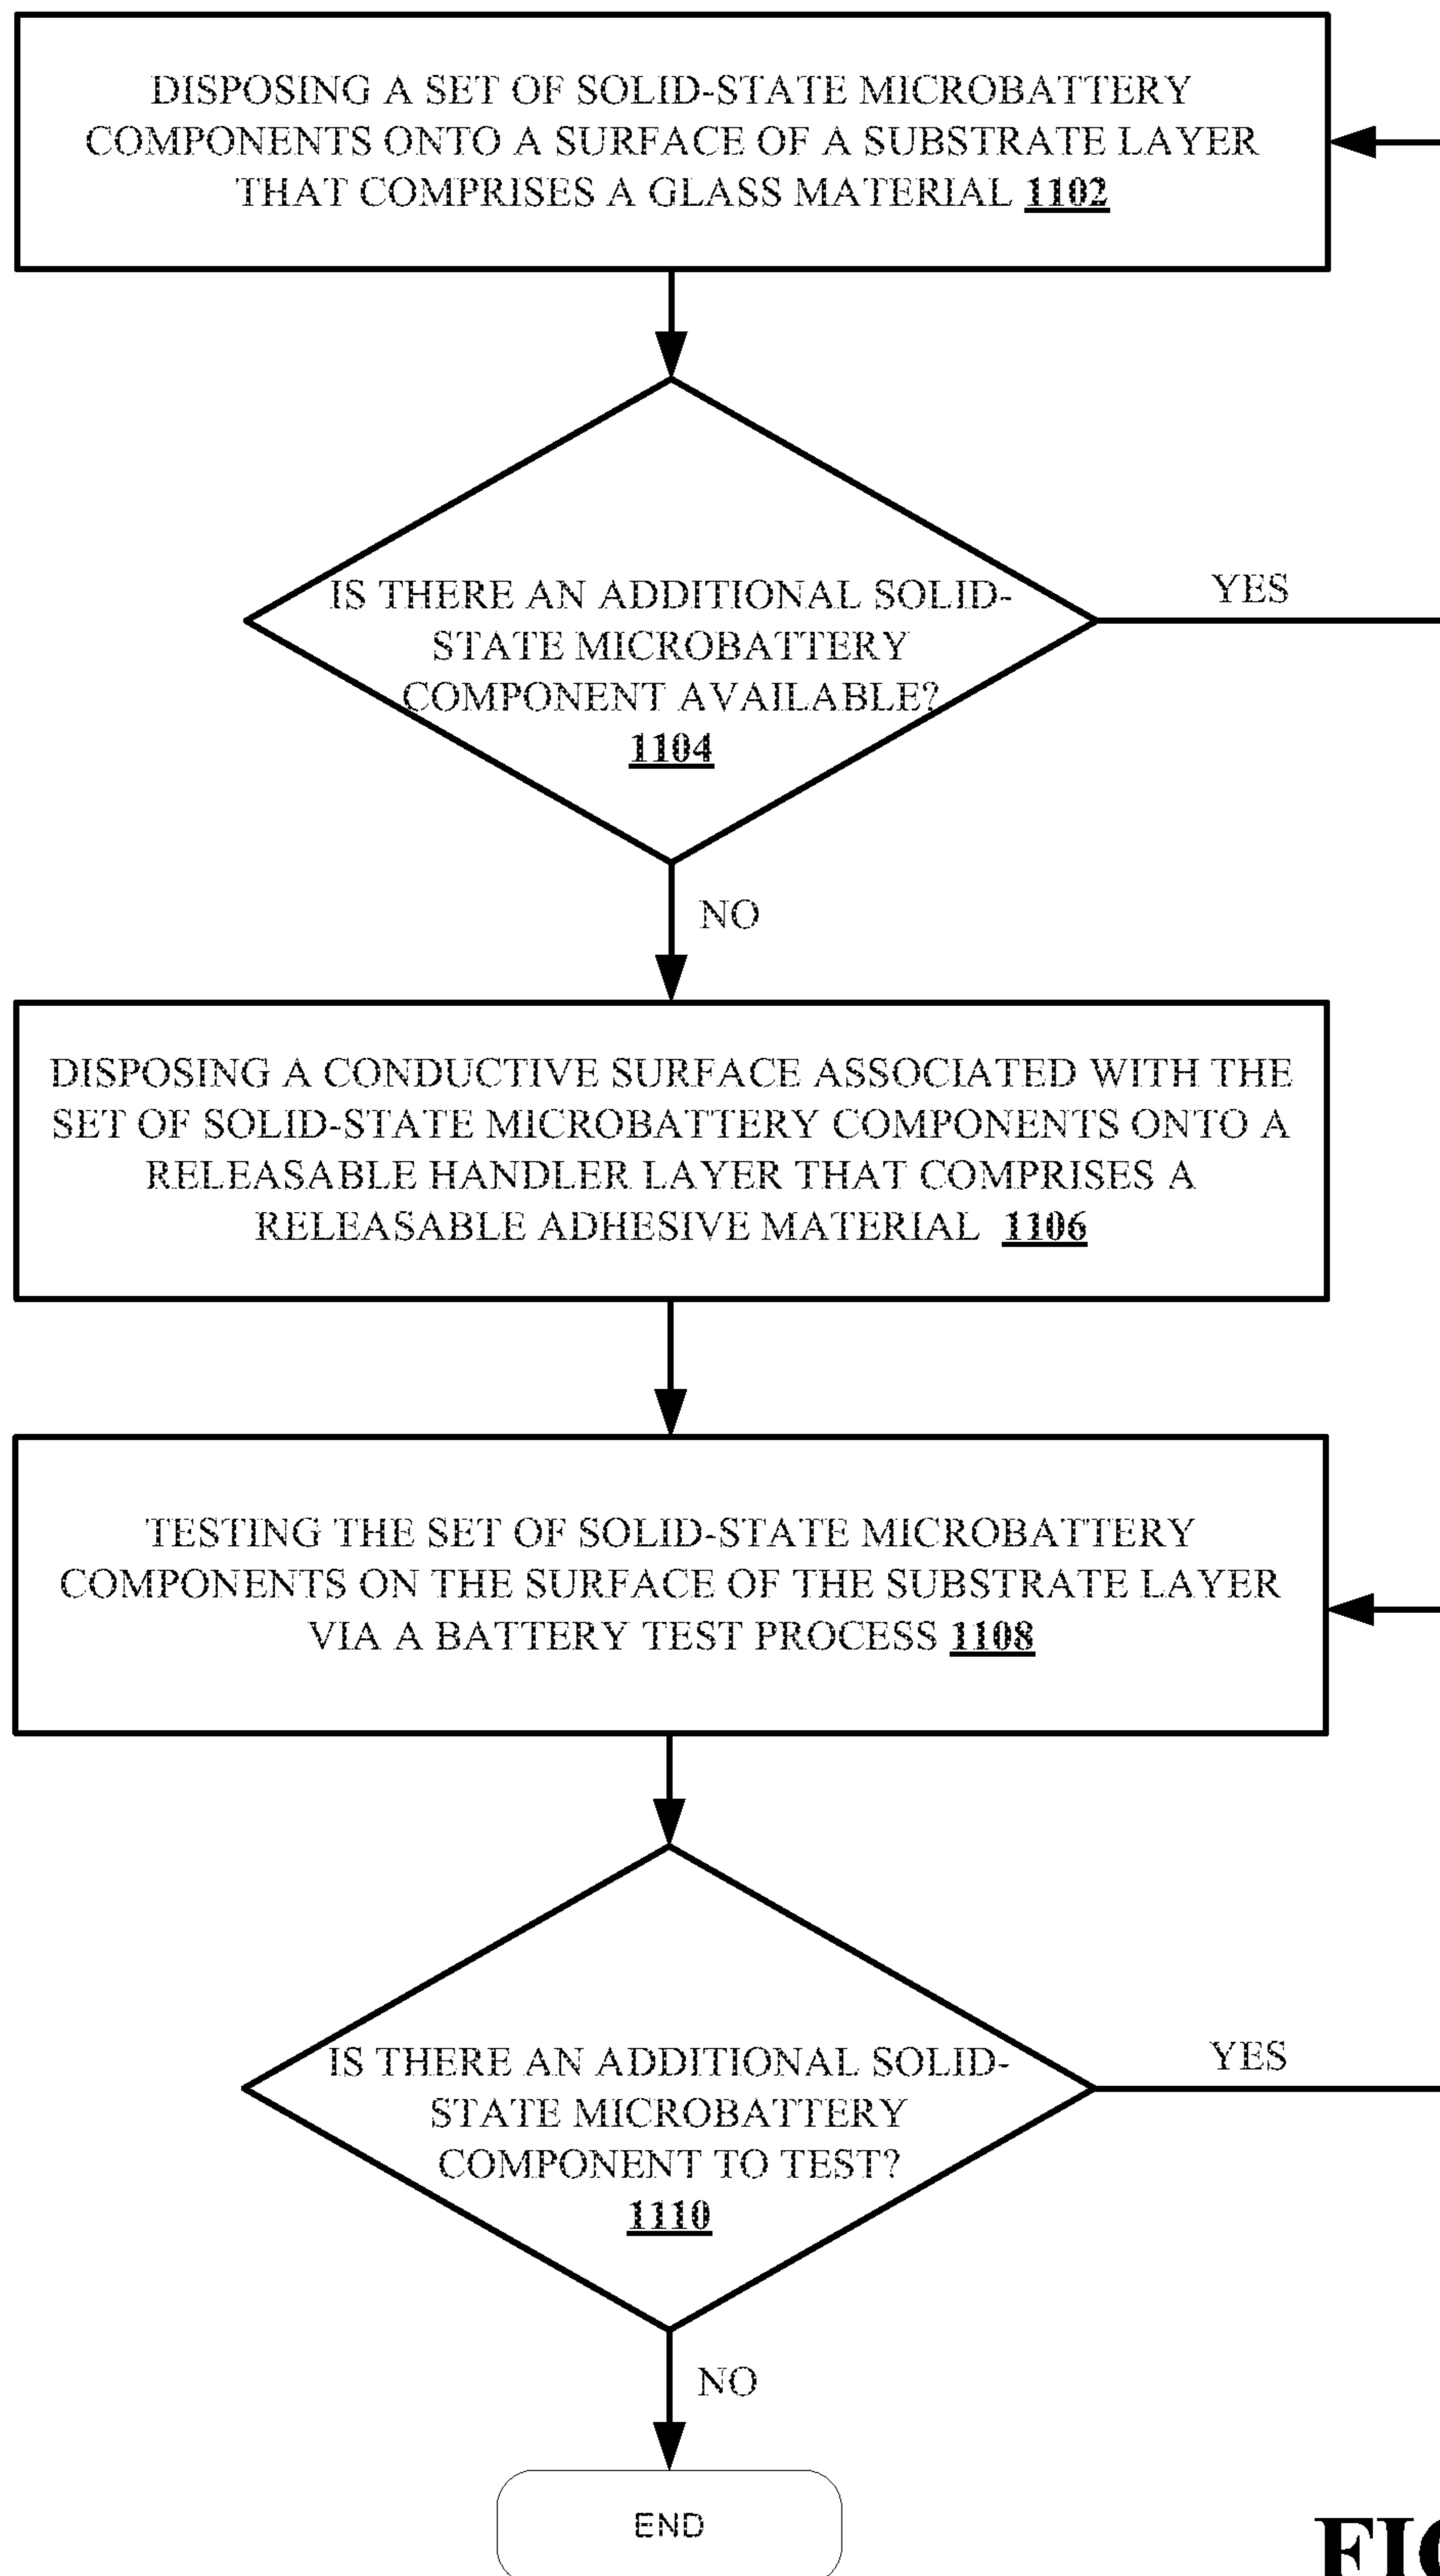 DISPOSING A SET OF SOLID-STATE MICROBATTERY
COMPONENTS ONTO A SURFACE OF A SUBSTRATE LAYER
THAT COMPRISES A GLASS MATERIAL 1102
IS THERE AN ADDITIONAL SOLID-
STATE MICROBATTERY
COMPONENT AVAILABLE?
1104
YES
NO
DISPOSING A CONDUCTIVE SURFACE ASSOCIATED WITH THE
SET OF SOLID-STATE MICROBATTERY COMPONENTS ONTO A
RELEASABLE HANDLER LAYER THAT COMPRISES A
RELEASABLE ADHESIVE MATERIAL 1106
TESTING THE SET OF SOLID-STATE MICROBATTERY
COMPONENTS ON THE SURFACE OF THE SUBSTRATE LAYER
VIA A BATTERY TEST PROCESS 1108
IS THERE AN ADDITIONAL SOLID-
STATE MICROBATTERY
COMPONENT TO TEST?
1110
YES
NO
END